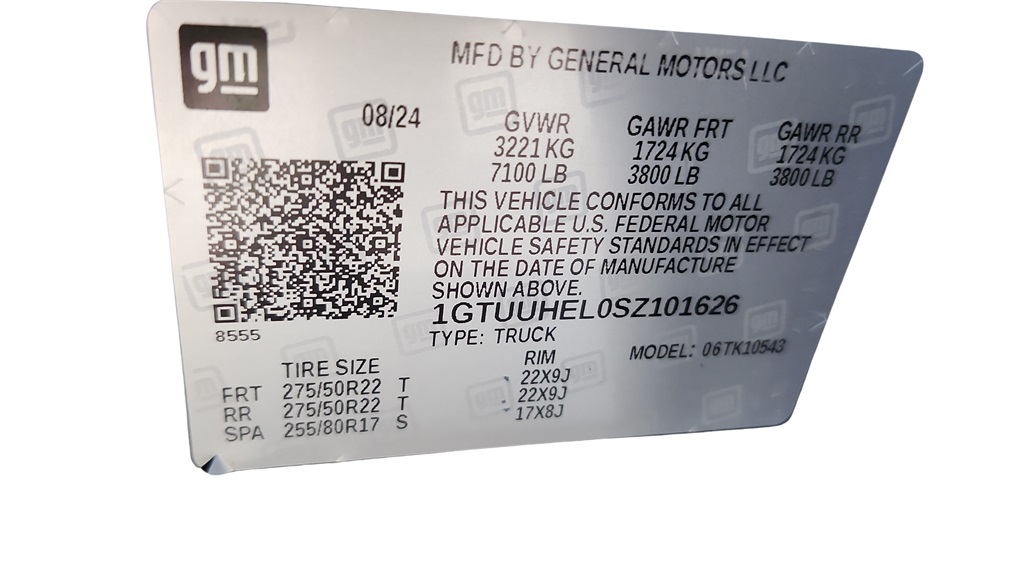 gm
MFD BY GENERAL MOTORS LLC
08/24
GVWR GAWR FRT GAWR RR
3221 KG 1724 KG 1724 KG
7100 LB 3800 LB 3800 LB
THIS VEHICLE CONFORMS TO ALL
APPLICABLE U.S. FEDERAL MOTOR
VEHICLE SAFETY STANDARDS IN EFFECT
ON THE DATE OF MANUFACTURE
SHOWN ABOVE.
1GTUUHEL0SZ101626
8555
TYPE: TRUCK
MODEL: 06TK10543
TIRE SIZE RIM
FRT 275/50R22 T 22X9J
RR 275/50R22 T 22X9J
SPA 255/80R17 S 17X8J